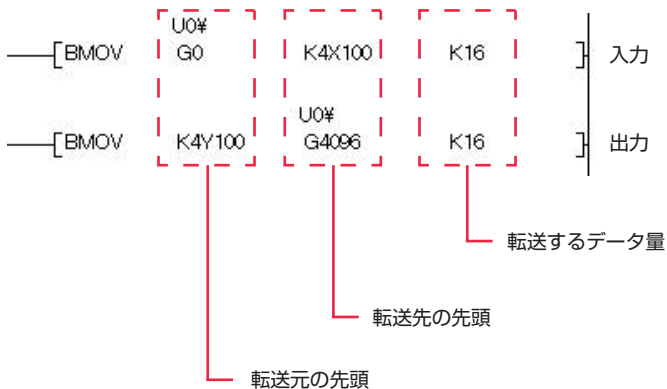 U0¥
[BMOV G0 K4X100 K16 ] 入力
U0¥
[BMOV K4Y100 G4096 K16 ] 出力
転送するデータ量
転送先の先頭
転送元の先頭